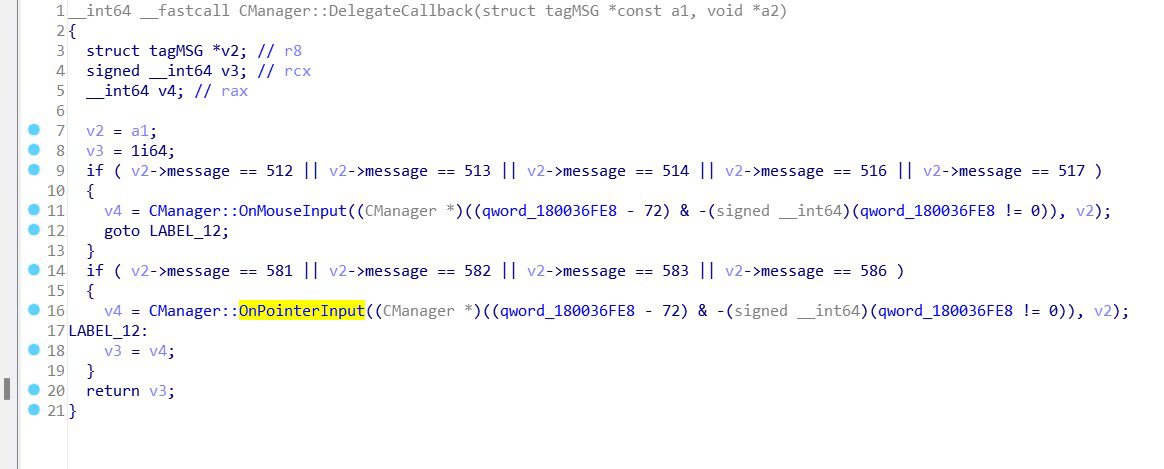 1 __int64 __fastcall CManager::DelegateCallback(struct tagMSG *const a1, void *a2)
2 {
3 struct tagMSG *v2; // r8
4 signed __int64 v3; // rcx
5 __int64 v4; // rax
6
7 v2 = a1;
8 v3 = 1i64;
9 if ( v2->message == 512 || v2->message == 513 || v2->message == 514 || v2->message == 516 || v2->message == 517 )
10 {
11 v4 = CManager::OnMouseInput((CManager *)((qword_180036FE8 - 72) & -(signed __int64)(qword_180036FE8 != 0)), v2);
12 goto LABEL_12;
13 }
14 if ( v2->message == 581 || v2->message == 582 || v2->message == 583 || v2->message == 586 )
15 {
16 v4 = CManager::OnPointerInput((CManager *)((qword_180036FE8 - 72) & -(signed __int64)(qword_180036FE8 != 0)), v2);
17 LABEL_12:
18 v3 = v4;
19 }
20 return v3;
21 }